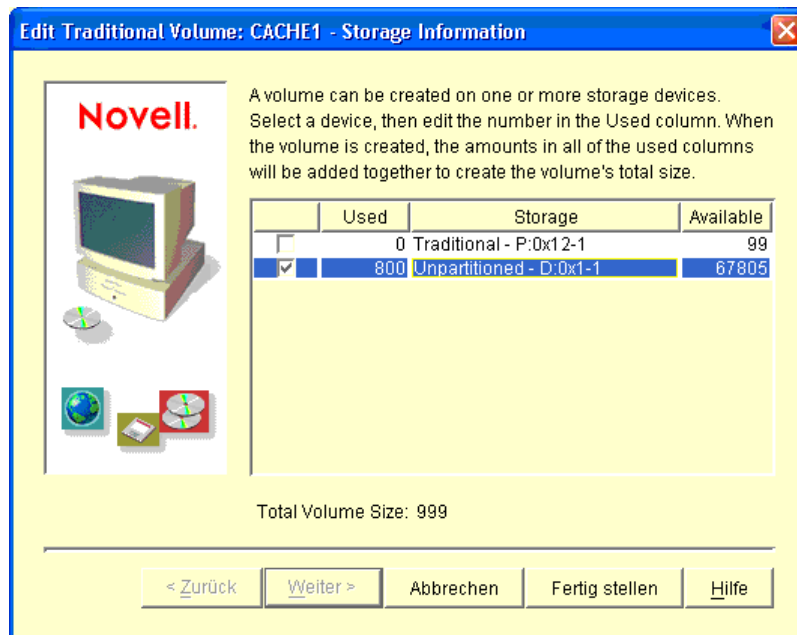 Edit Traditional Volume: CACHE1 - Storage Information
Novell.
A volume can be created on one or more storage devices.
Select a device, then edit the number in the Used column. When
the volume is created, the amounts in all of the used columns
will be added together to create the volume's total size.
Used Storage Available
0 Traditional - P:0x12-1 99
800 Unpartitioned - D:0x1-1 67805
Total Volume Size: 999
< Zurück Weiter > Abbrechen Fertig stellen Hilfe